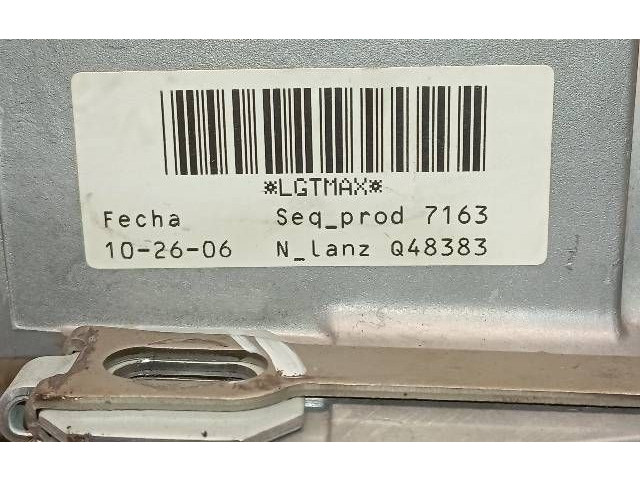 *LGTMAX*
Fecha Seq_prod 7163
10-26-06 N_lanz Q48383